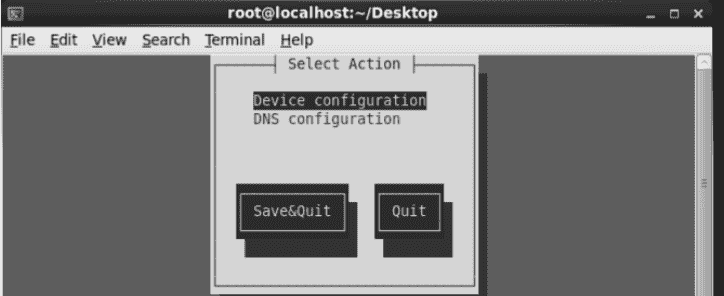 root@localhost:~/Desktop
File Edit View Search Terminal Help
Select Action
Device configuration
DNS configuration
Save&Quit Quit